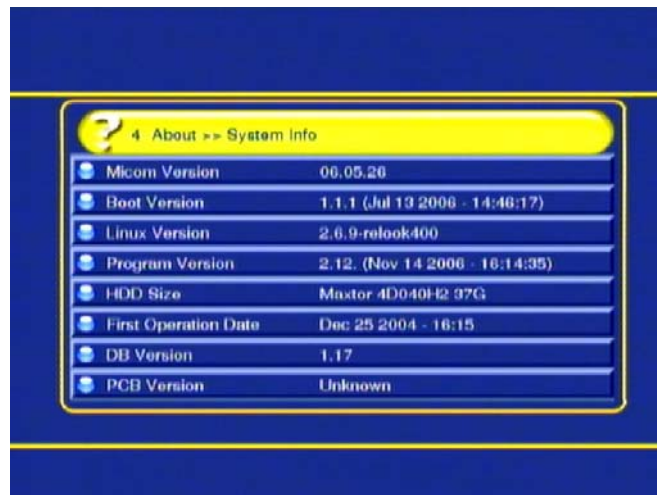 ? 4 About >> System Info
Micom Version 06.05.26
Boot Version 1.1.1 (Jul 13 2006 - 14:46:17)
Linux Version 2.6.9-relook400
Program Version 2.12. (Nov 14 2006 - 16:14:35)
HDD Size Maxtor 4D040H2 37G
First Operation Date Dec 25 2004 - 16:15
DB Version 1.17
PCB Version Unknown